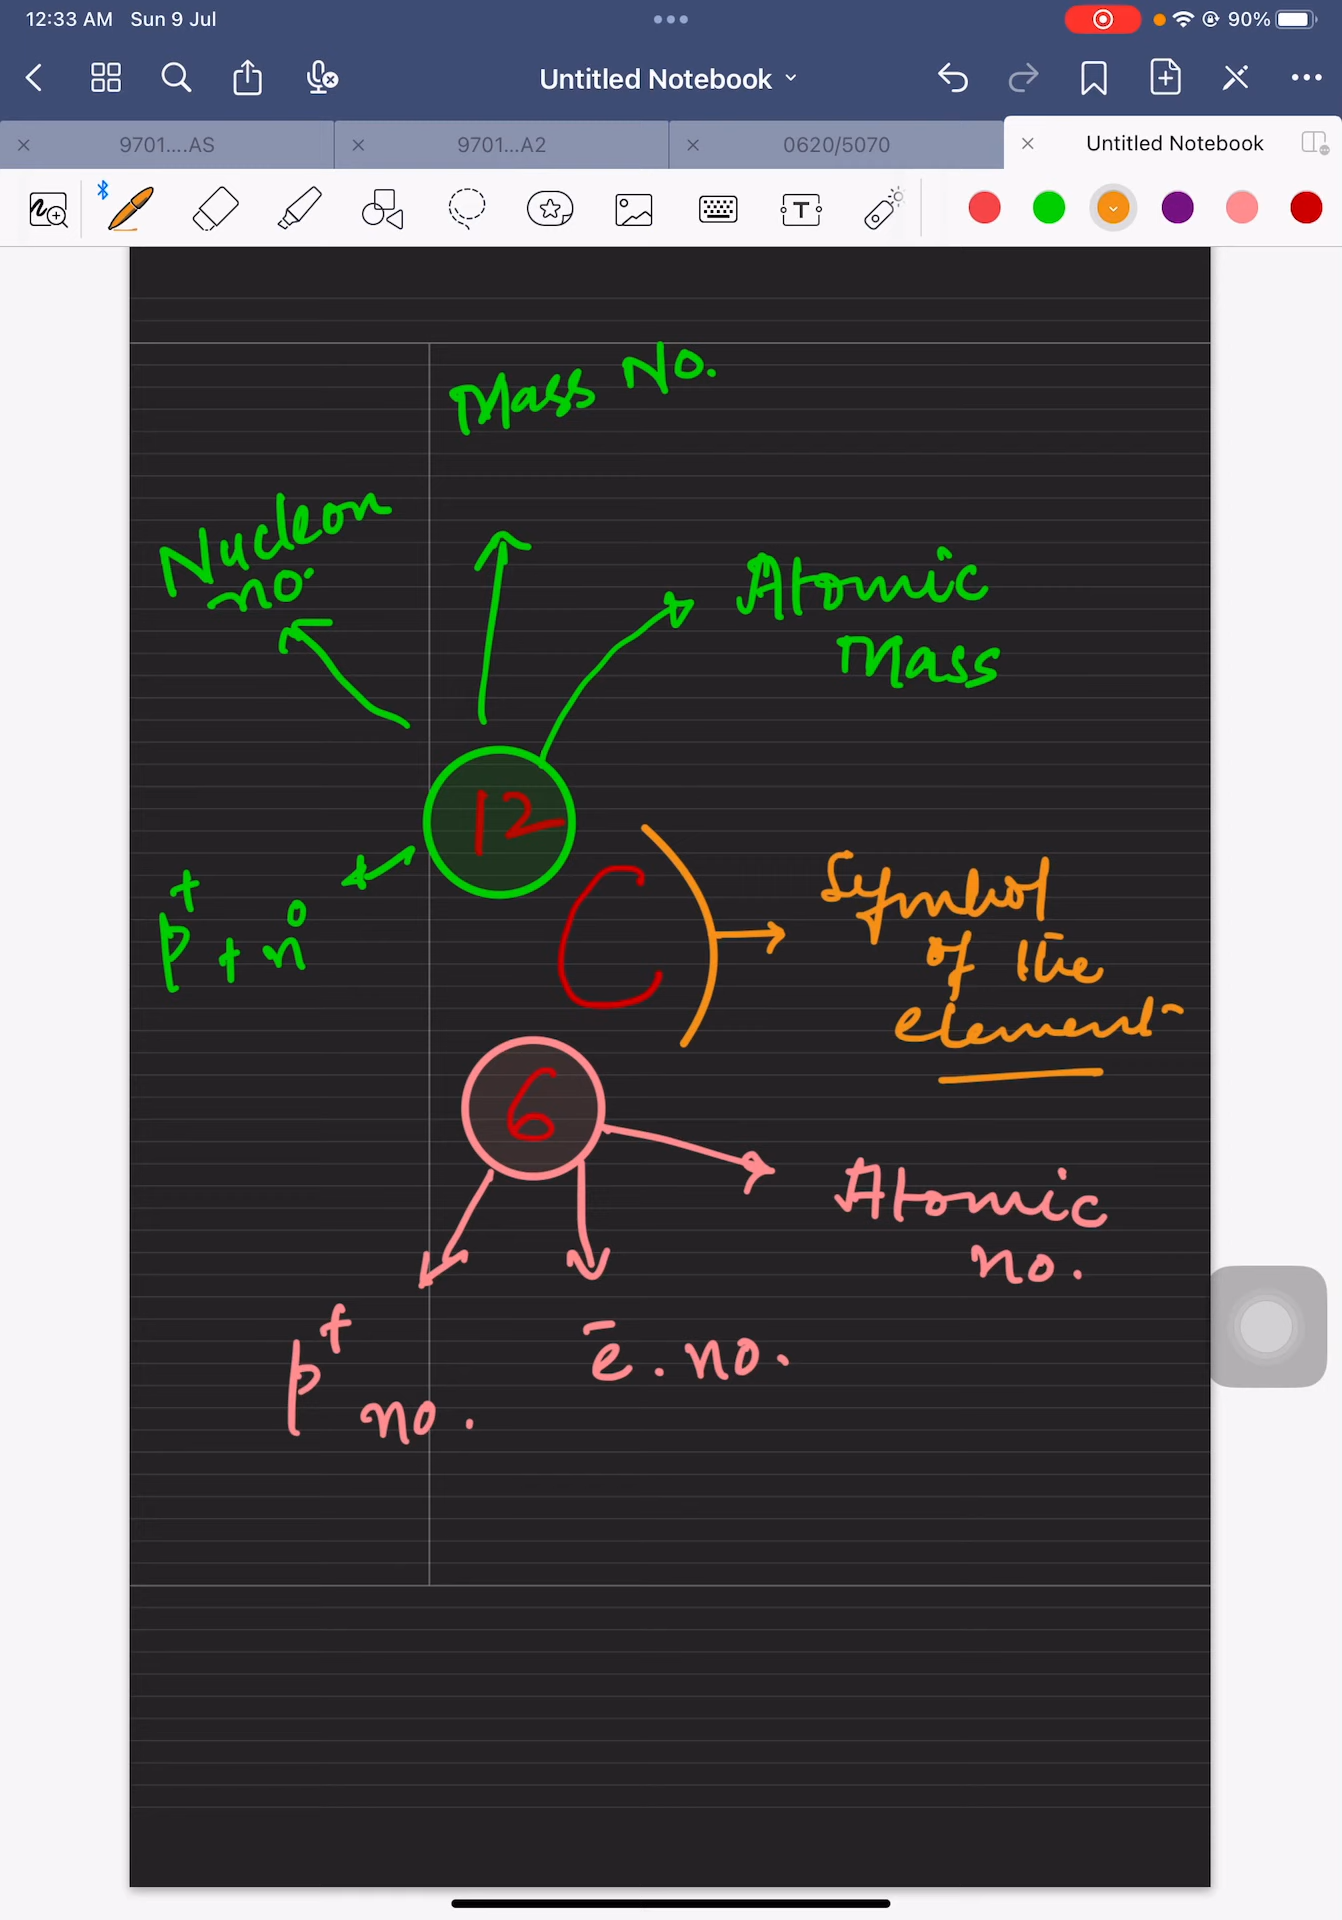 12:33 AM Sun 9 Jul
90%
Untitled Notebook
9701....AS
9701...A2
0620/5070
Untitled Notebook
T
Mass No.
Nucleon
no.
Atomic
Mass
12
p⁺ + n⁰
C
Symbol
of the
element
6
Atomic
no.
p⁺
no.
e⁻. no.